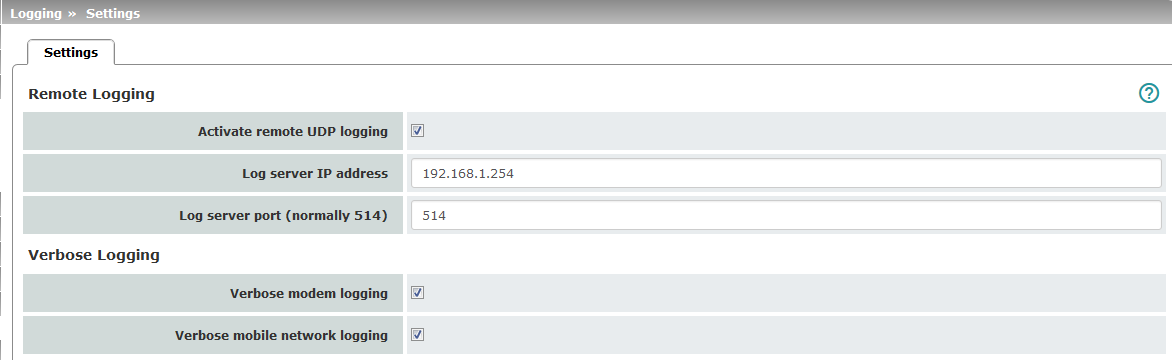 Logging » Settings
Settings
Remote Logging
?
Activate remote UDP logging
Log server IP address
192.168.1.254
Log server port (normally 514)
514
Verbose Logging
Verbose modem logging
Verbose mobile network logging